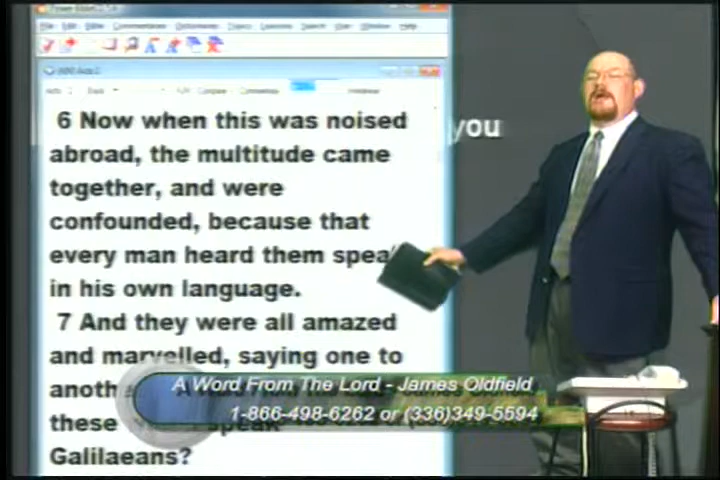 6 Now when this was noised
abroad, the multitude came
together, and were
confounded, because that
every man heard them spea
in his own language.
7 And they were all amazed
and marvelled, saying one to
anoth
these speak
Galilaeans?
you
A Word From The Lord - James Oldfield
1-866-498-6262 or (336)349-5594